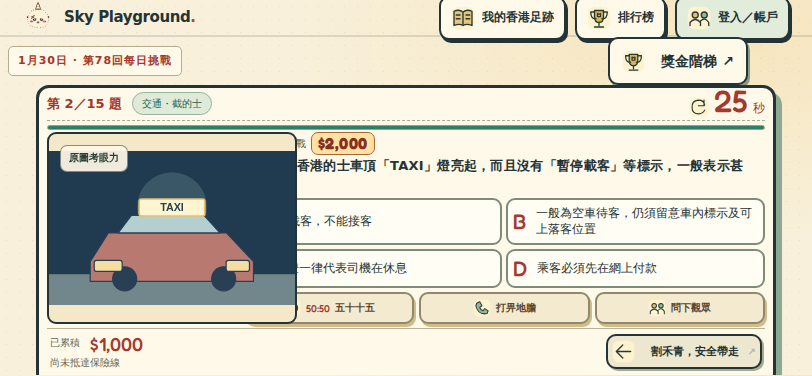 Sky Playground.
我的香港足跡
排行榜
登入／帳戶
1月30日 · 第78回每日挑戰
獎金階梯 ↗
第 2／15 題
交通 · 截的士
25 秒
原圖考眼力
TAXI
戰 $2,000
香港的士車頂「TAXI」燈亮起，而且沒有「暫停載客」等標示，一般表示甚
客，不能接客
B 一般為空車待客，仍須留意車內標示及可上落客位置
一律代表司機在休息
D 乘客必須先在網上付款
50:50 五十十五
打畀地膽
問下觀眾
已累積 $1,000
尚未抵達保險線
割禾青，安全帶走 ↗